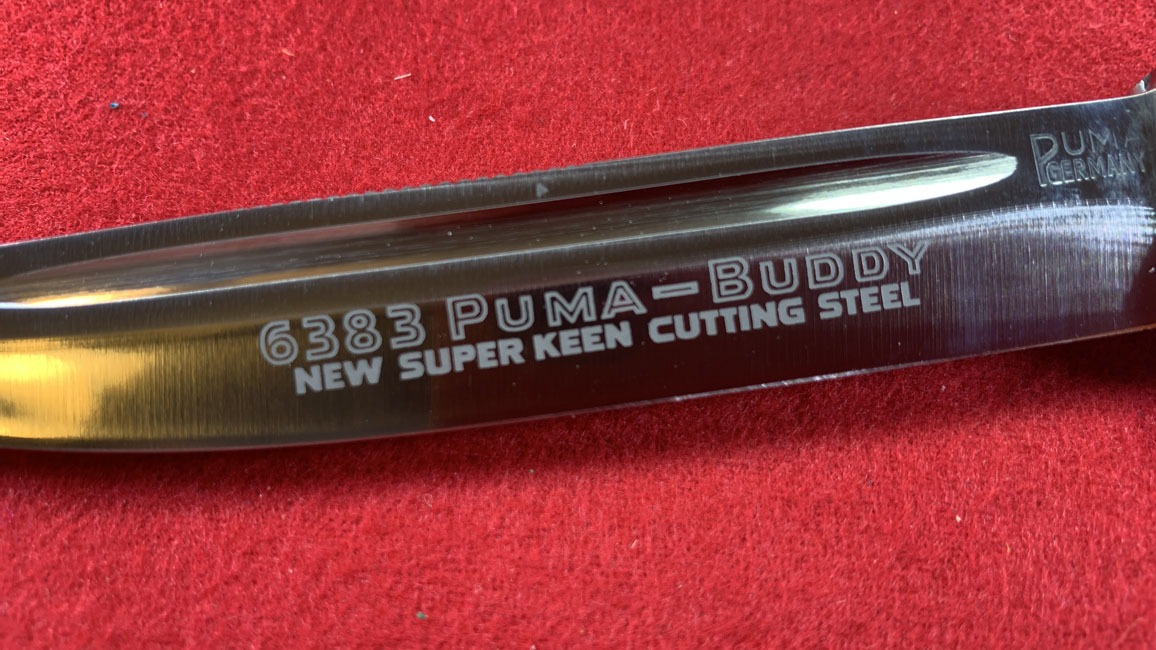 PUMA
GERMANY
6383 PUMA-BUDDY
NEW SUPER KEEN CUTTING STEEL